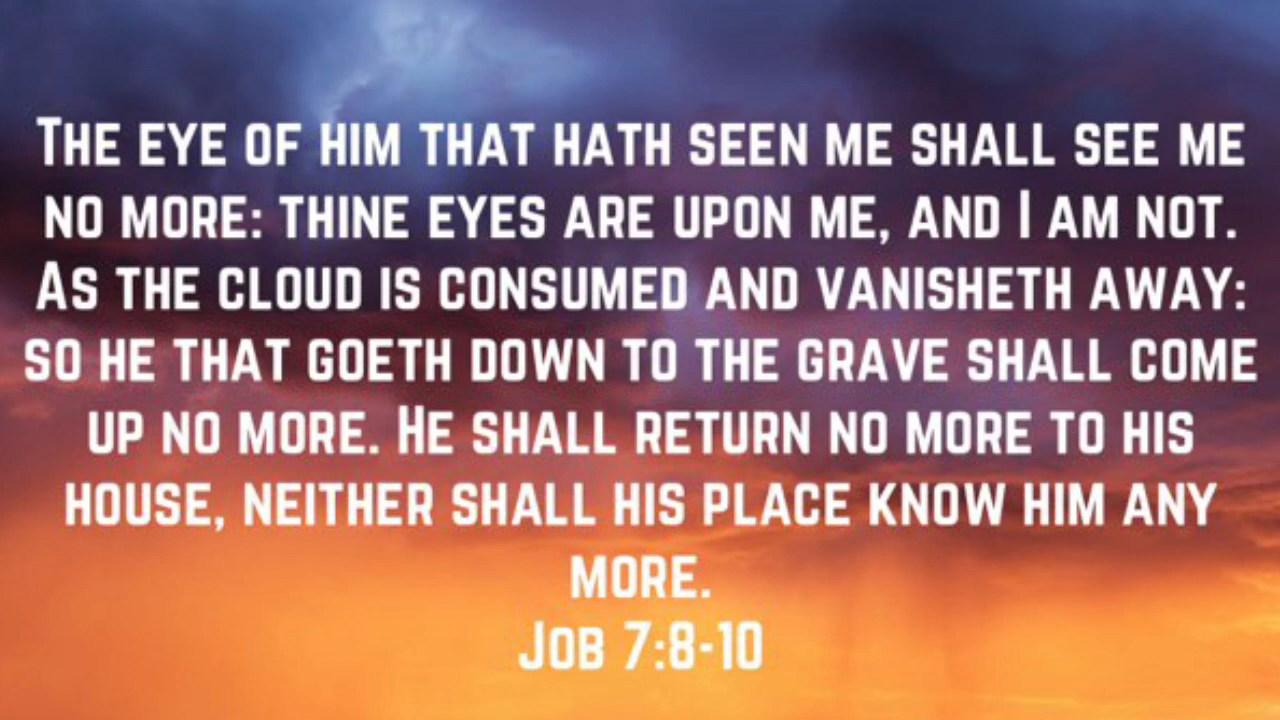 The eye of him that hath seen me shall see me
no more: thine eyes are upon me, and I am not.
As the cloud is consumed and vanisheth away:
so he that goeth down to the grave shall come
up no more. He shall return no more to his
house, neither shall his place know him any
more.
Job 7:8-10